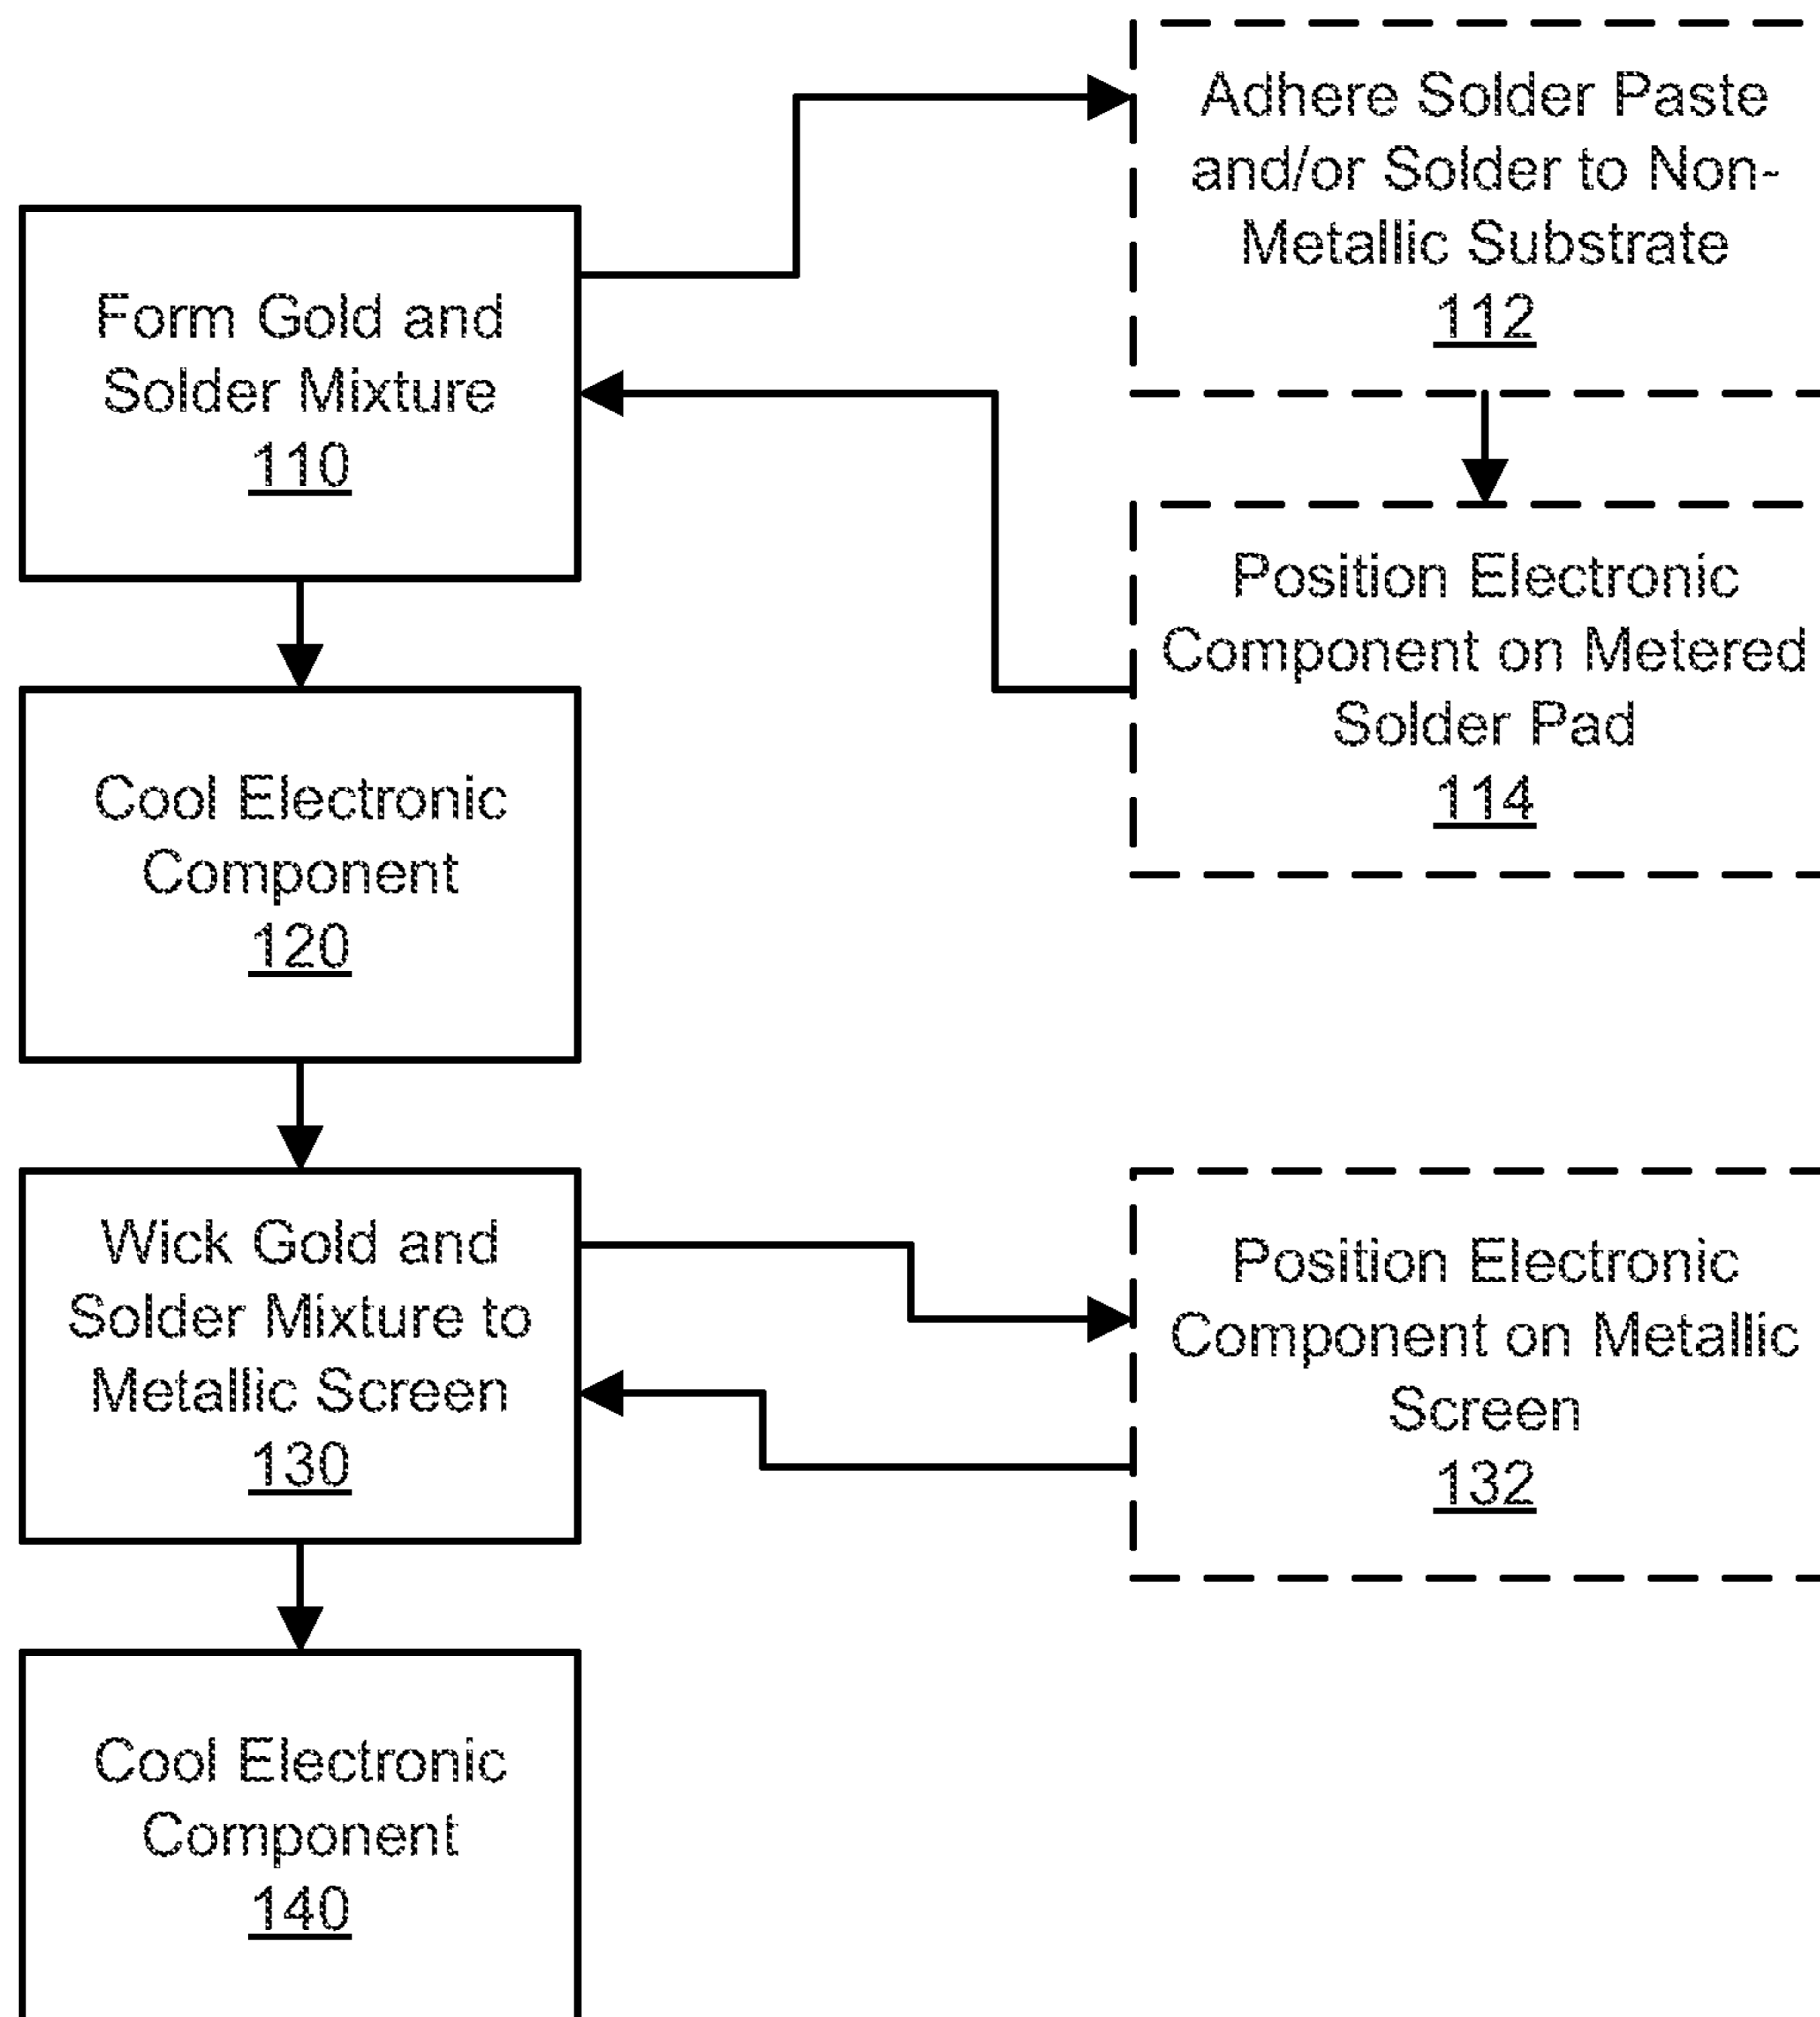 Form Gold and
Solder Mixture
110
Adhere Solder Paste
and/or Solder to Non-
Metallic Substrate
112
Position Electronic
Component on Metered
Solder Pad
114
Cool Electronic
Component
120
Wick Gold and
Solder Mixture to
Metallic Screen
130
Position Electronic
Component on Metallic
Screen
132
Cool Electronic
Component
140